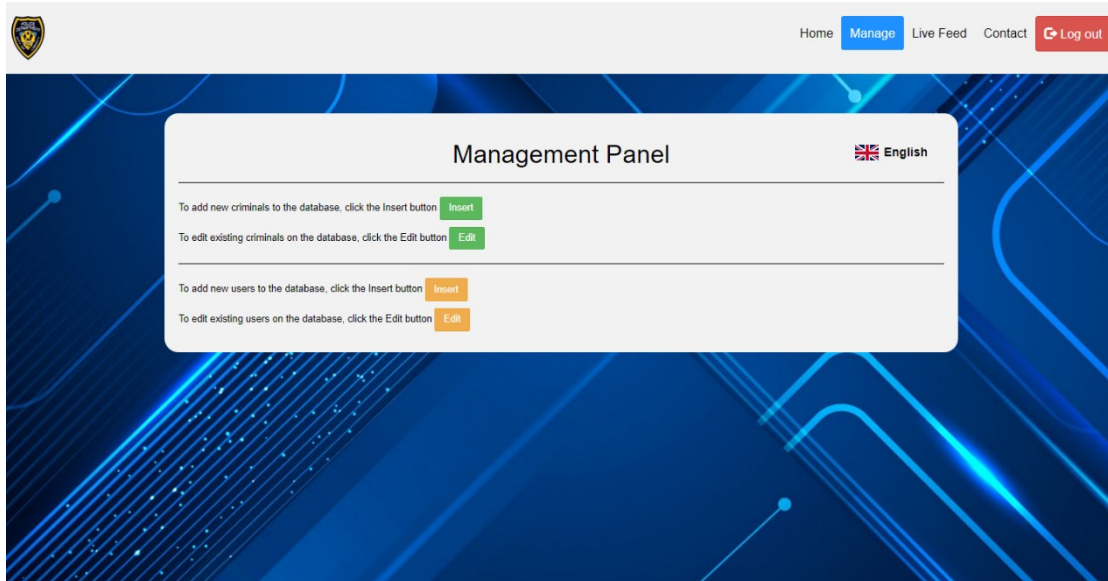 Home Manage Live Feed Contact Log out
Management Panel
English
To add new criminals to the database, click the Insert button Insert
To edit existing criminals on the database, click the Edit button Edit
To add new users to the database, click the Insert button Insert
To edit existing users on the database, click the Edit button Edit